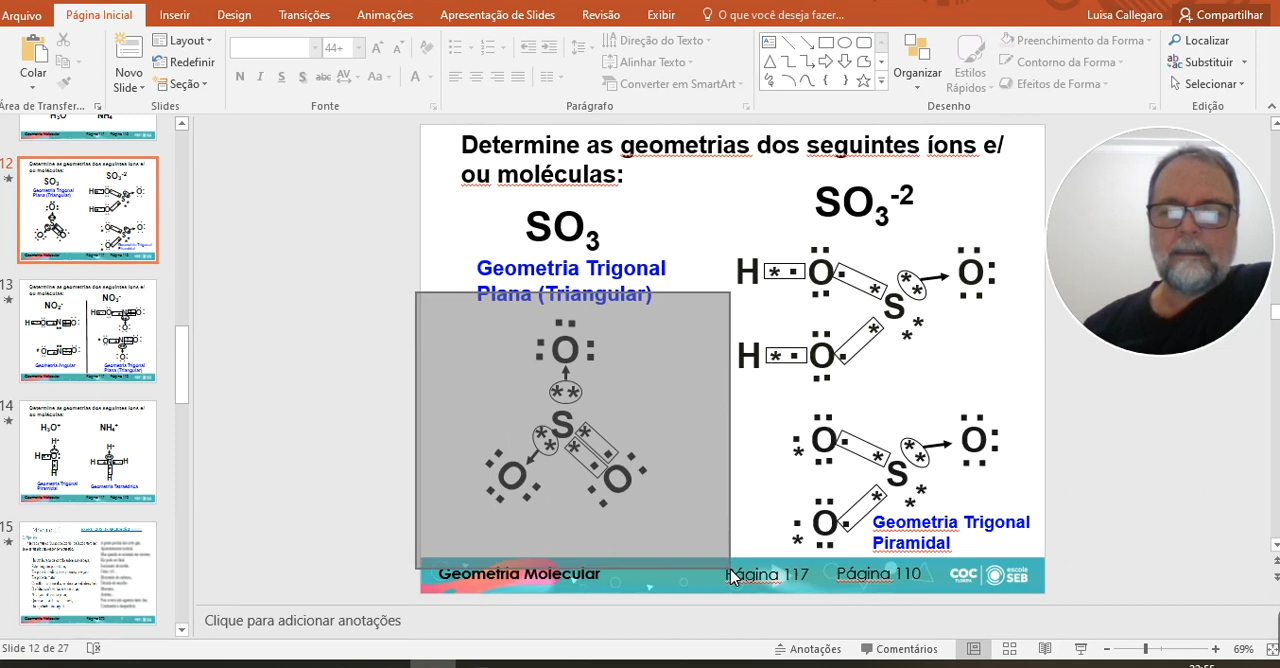 Arquivo Página Inicial Inserir Design Transições Animações Apresentação de Slides Revisão Exibir O que você deseja fazer... Luisa Callegaro Compartilhar
Colar
Novo Slide
Layout
Redefinir
Seção
44+
N I S S abc AV Aa A
Direção do Texto
Alinhar Texto
Converter em SmartArt
Organizar
Estilos Rápidos
Preenchimento da Forma
Contorno da Forma
Efeitos de Forma
Localizar
Substituir
Selecionar
Área de Transfer... Slides Fonte Parágrafo Desenho Edição
12
13
14
15
Determine as geometrias dos seguintes íons e/
ou moléculas:
SO3
SO3-2
Geometria Trigonal
Plana (Triangular)
O
S
O O
H O S O
H O
O S O
O
Geometria Trigonal
Piramidal
Geometria Molecular Página 117 Página 110 COC escola SEB
Clique para adicionar anotações
Slide 12 de 27 Anotações Comentários 69%